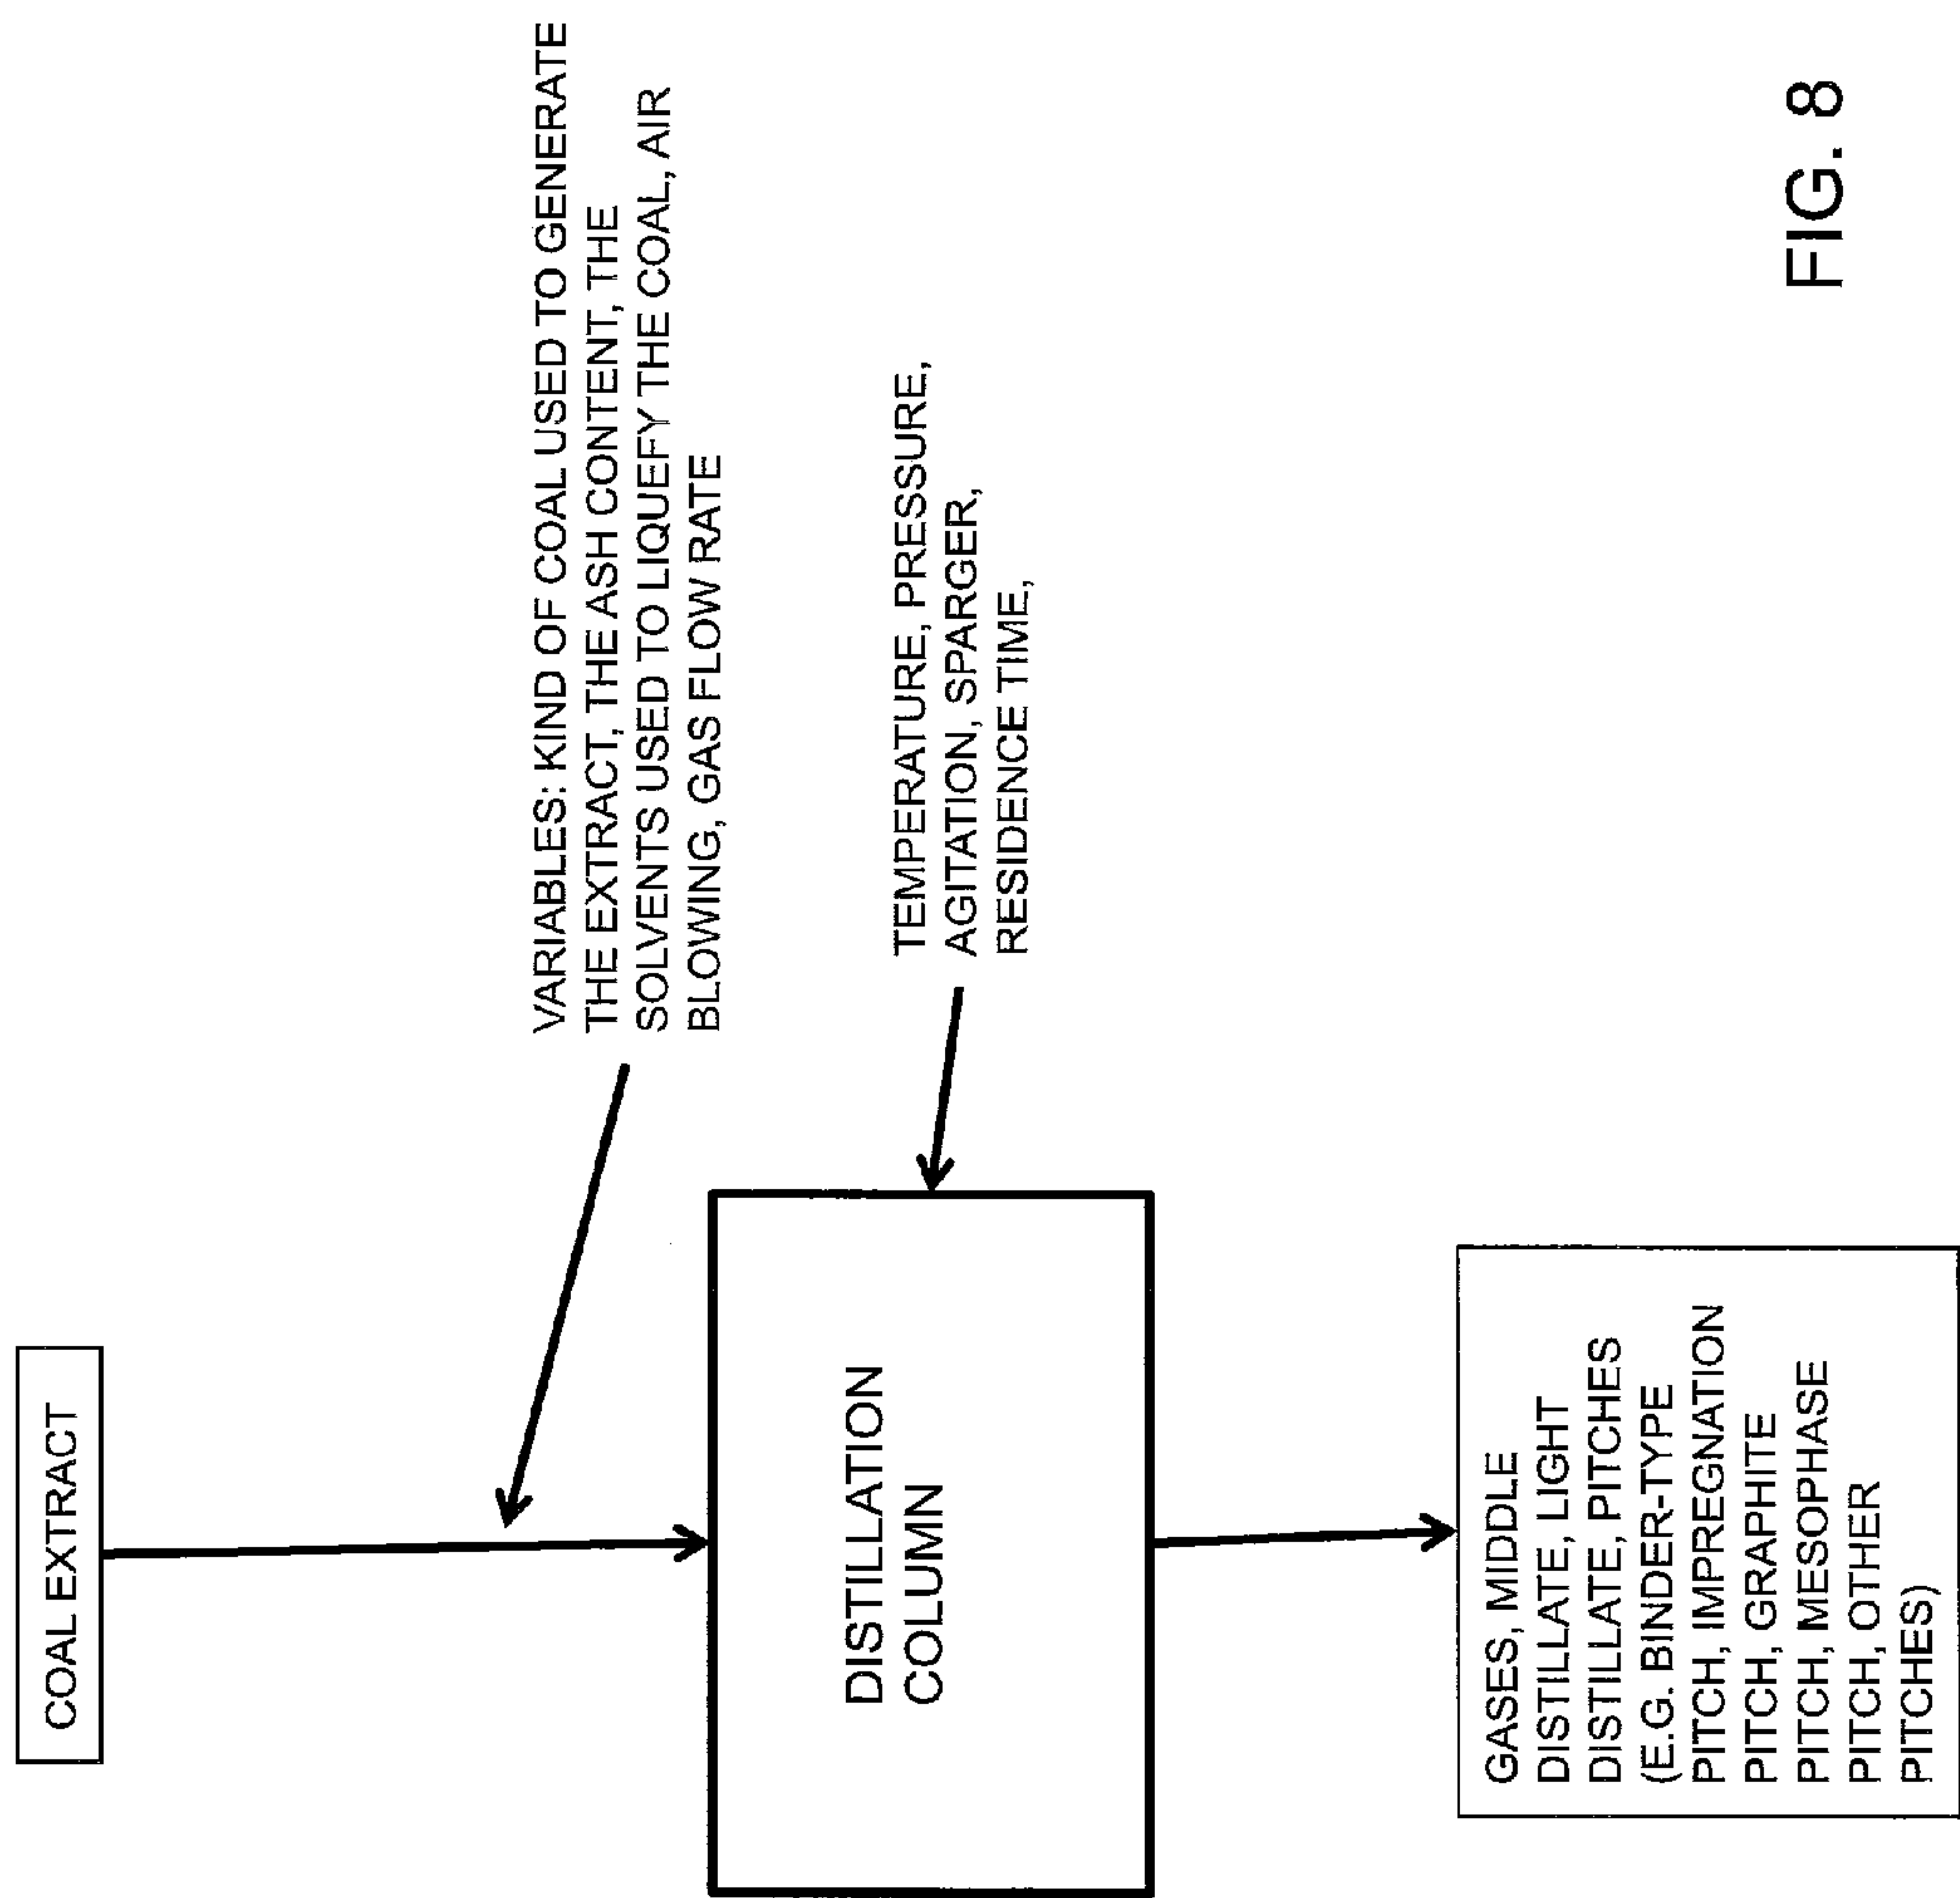 COAL EXTRACT
VARIABLES: KIND OF COAL USED TO GENERATE
THE EXTRACT, THE ASH CONTENT, THE
SOLVENTS USED TO LIQUEFY THE COAL, AIR
BLOWING, GAS FLOW RATE
DISTILLATION
COLUMN
TEMPERATURE, PRESSURE,
AGITATION, SPARGER,
RESIDENCE TIME,
GASES, MIDDLE
DISTILLATE, LIGHT
DISTILLATE, PITCHES
(E.G. BINDER-TYPE
PITCH, IMPREGNATION
PITCH, GRAPHITE
PITCH, MESOPHASE
PITCH, OTHER
PITCHES)
FIG. 8